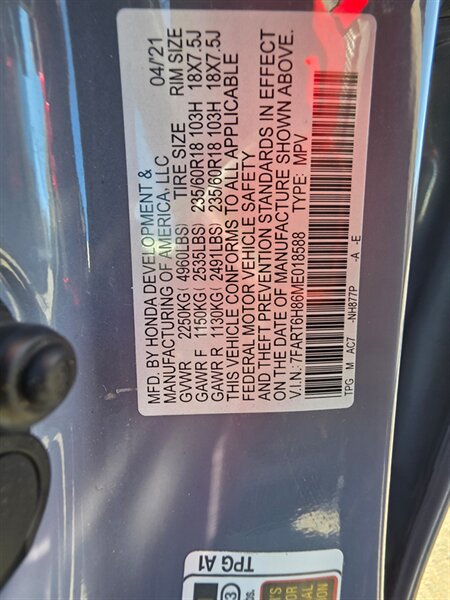 MFD. BY HONDA DEVELOPMENT & 04/21
MANUFACTURING OF AMERICA, LLC
TIRE SIZE RIM SIZE
GVWR 2250KG ( 4960LBS)
GAWR F 1150KG ( 2535LBS) 235/60R18 103H 18X7.5J
GAWR R 1130KG ( 2491LBS) 235/60R18 103H 18X7.5J
THIS VEHICLE CONFORMS TO ALL APPLICABLE
FEDERAL MOTOR VEHICLE SAFETY
AND THEFT PREVENTION STANDARDS IN EFFECT
ON THE DATE OF MANUFACTURE SHOWN ABOVE.
V.I.N.: 7FART6H86ME018588 TYPE: MPV
TPG M AC7 -NH877P -A -E
TPG A1
3